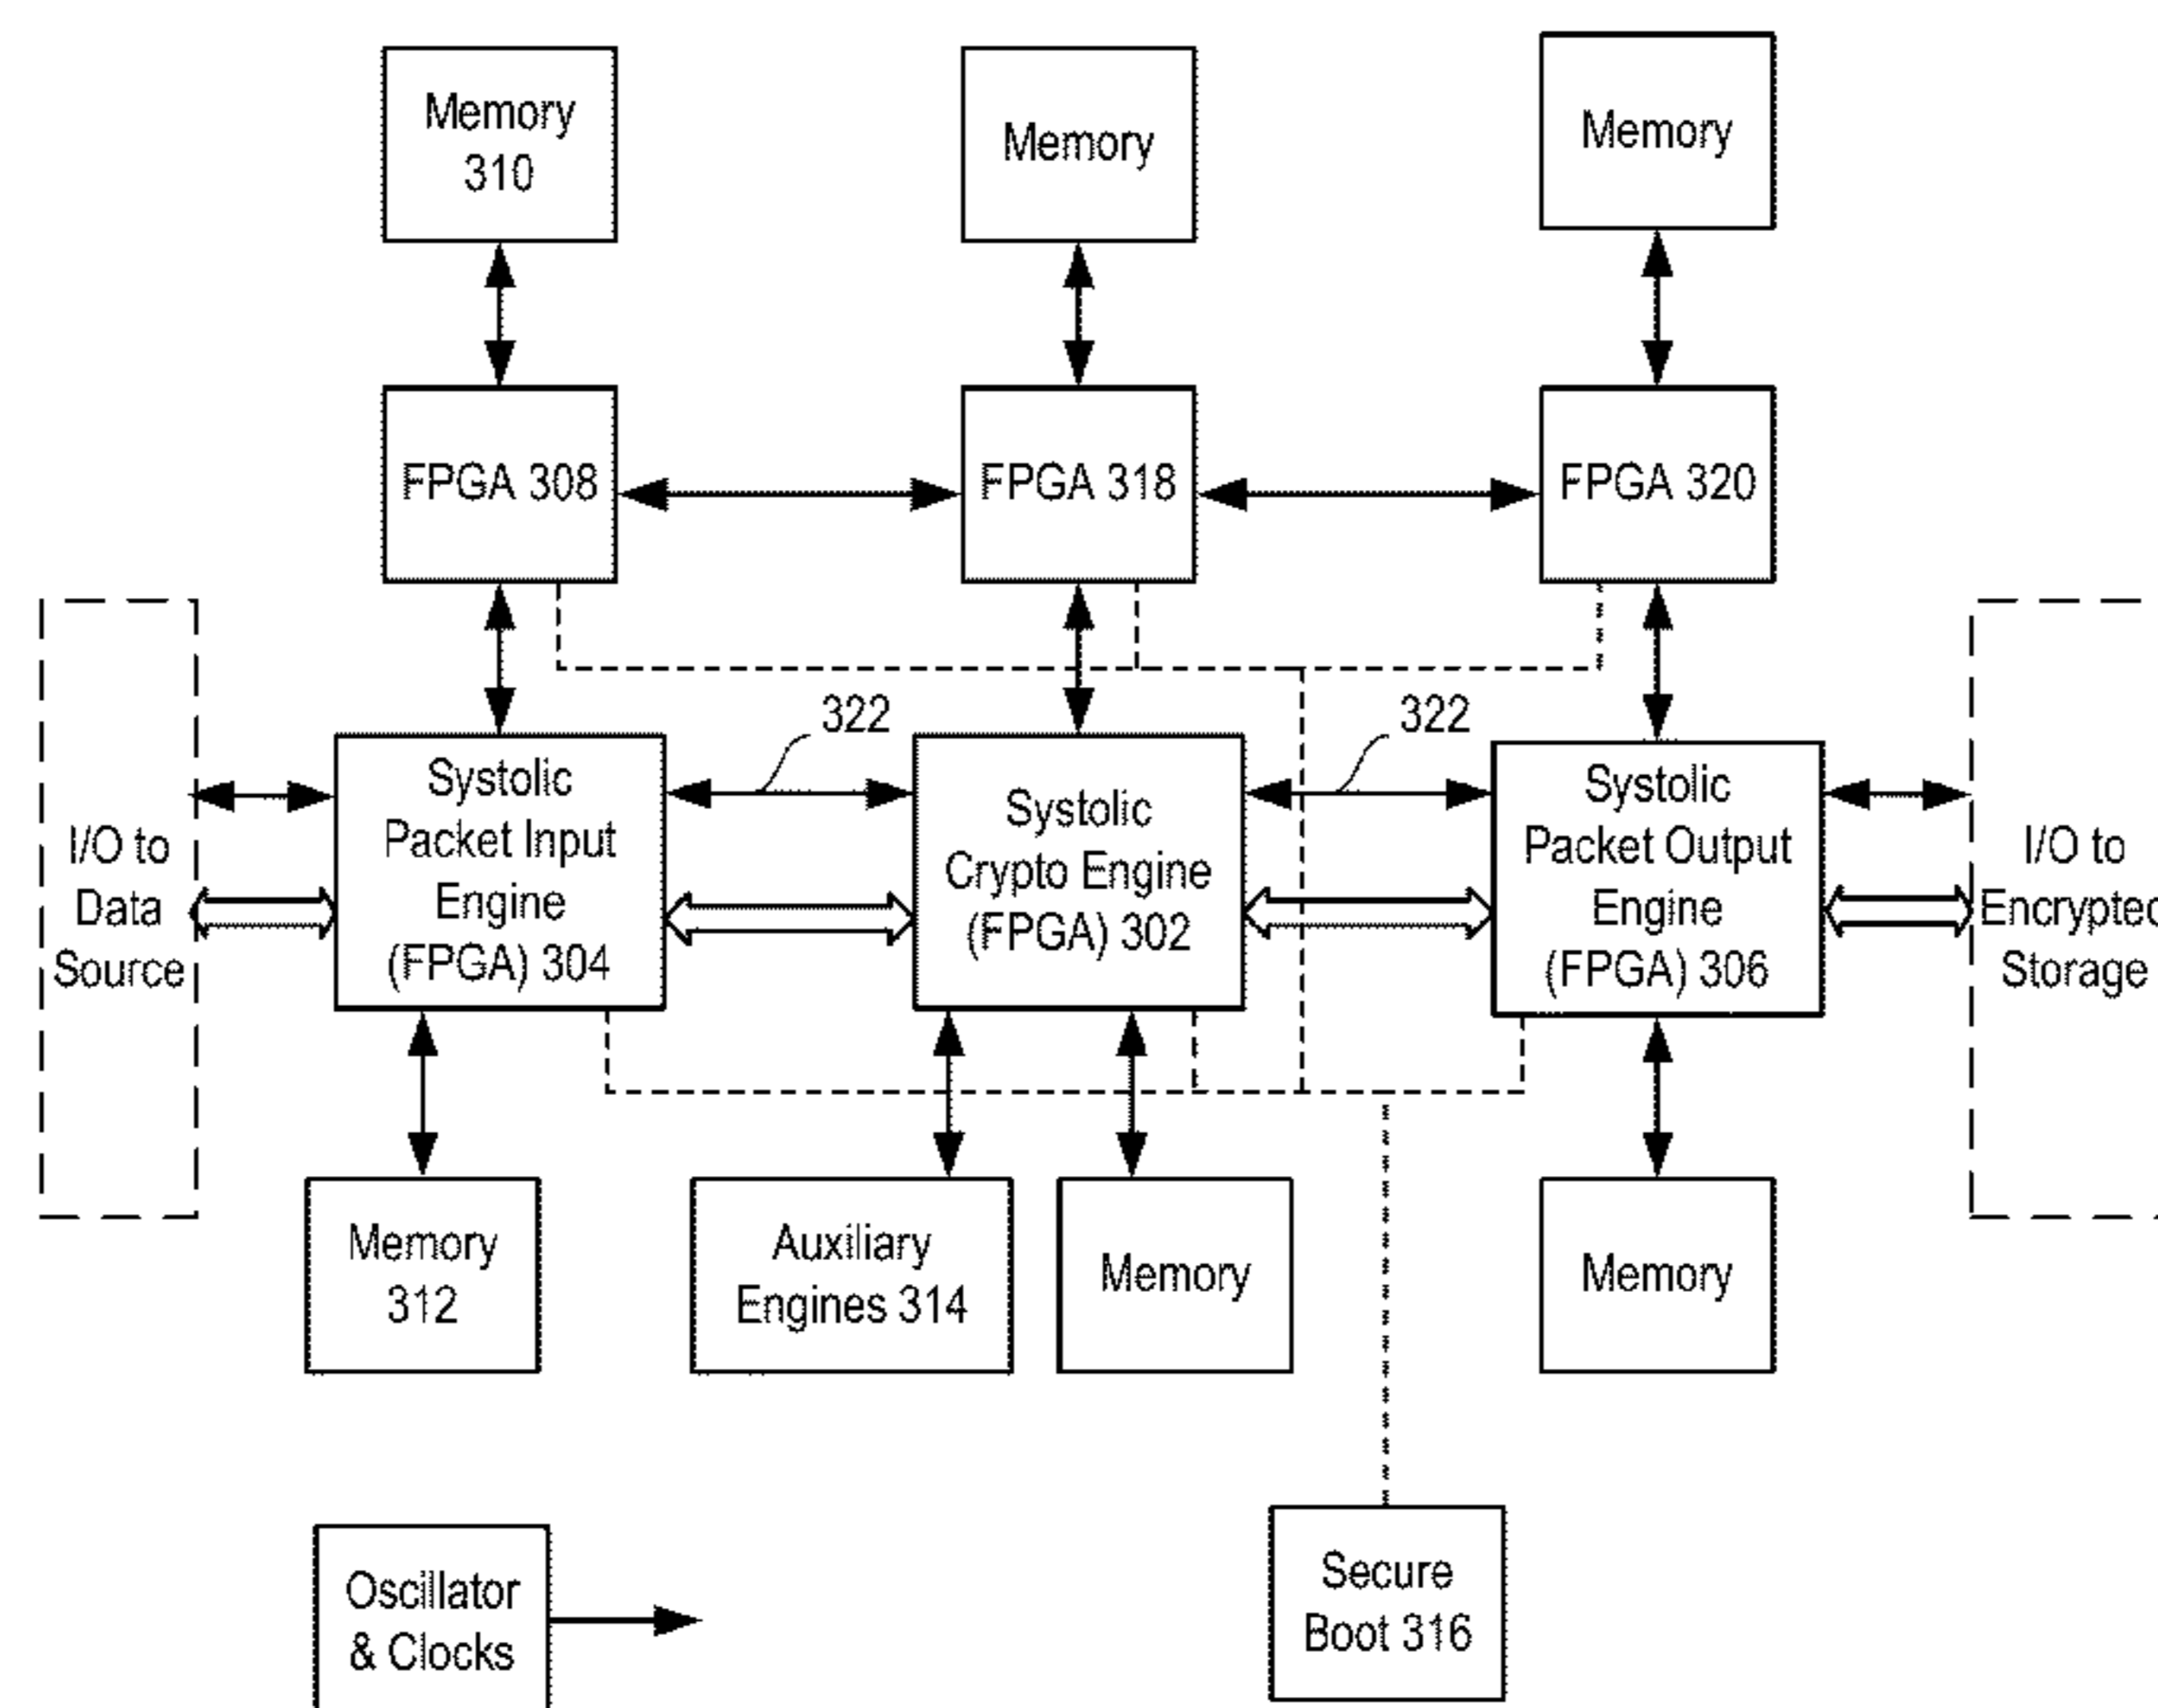 Memory
310
Memory
Memory
FPGA 308
FPGA 318
FPGA 320
322
322
I/O to
Data
Source
Systolic
Packet Input
Engine
(FPGA) 304
Systolic
Crypto Engine
(FPGA) 302
Systolic
Packet Output
Engine
(FPGA) 306
I/O to
Encrypted
Storage
Memory
312
Auxiliary
Engines 314
Memory
Memory
Oscillator
& Clocks
Secure
Boot 316